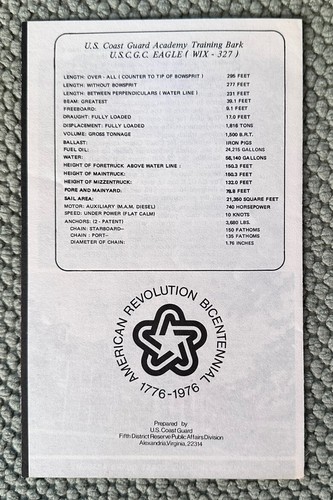 U.S. Coast Guard Academy Training Bark
U.S.C.G.C. EAGLE ( WIX - 327 )
LENGTH: OVER - ALL ( COUNTER TO TIP OF BOWSPRIT ) 295 FEET
LENGTH: WITHOUT BOWSPRIT 277 FEET
LENGTH: BETWEEN PERPENDICULARS ( WATER LINE ) 231 FEET
BEAM: GREATEST 39.1 FEET
FREEBOARD: 9.1 FEET
DRAUGHT: FULLY LOADED 17.0 FEET
DISPLACEMENT: FULLY LOADED 1,816 TONS
VOLUME: GROSS TONNAGE 1,500 B.R.T.
BALLAST: IRON PIGS
FUEL OIL: 24,215 GALLONS
WATER: 56,140 GALLONS
HEIGHT OF FORETRUCK ABOVE WATER LINE : 150.3 FEET
HEIGHT OF MAINTRUCK: 150.3 FEET
HEIGHT OF MIZZENTRUCK: 132.0 FEET
FORE AND MAINYARD: 78.8 FEET
SAIL AREA: 21,350 SQUARE FEET
MOTOR: AUXILIARY (M.A.M. DIESEL) 740 HORSEPOWER
SPEED: UNDER POWER (FLAT CALM) 10 KNOTS
ANCHORS: (2 - PATENT) 3,680 LBS.
CHAIN: STARBOARD-- 150 FATHOMS
CHAIN : PORT-- 135 FATHOMS
DIAMETER OF CHAIN: 1.76 INCHES
AMERICAN REVOLUTION BICENTENNIAL
1776-1976
Prepared by
U.S. Coast Guard
Fifth District Reserve Public Affairs Division
Alexandria, Virginia, 22314